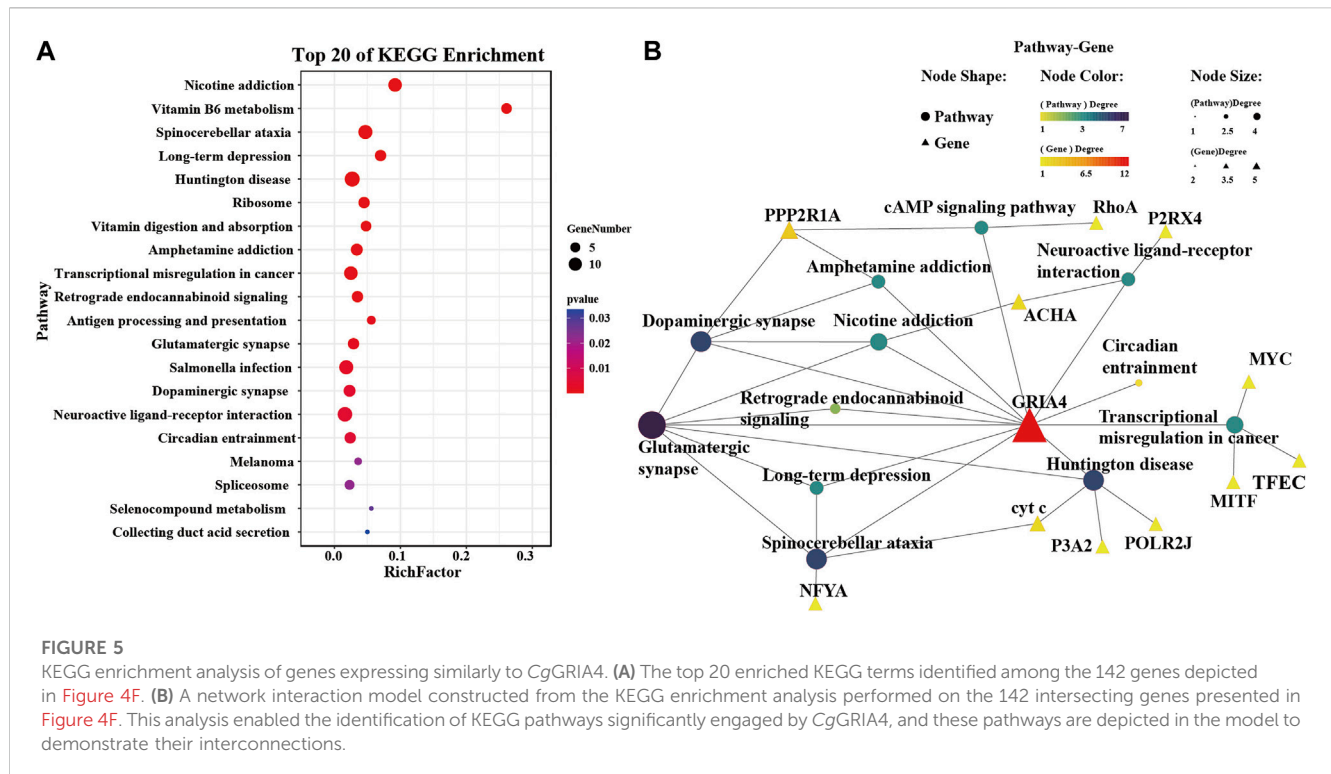 A
Top 20 of KEGG Enrichment
Pathway
Nicotine addiction
Vitamin B6 metabolism
Spinocerebellar ataxia
Long-term depression
Huntington disease
Ribosome
Vitamin digestion and absorption
Amphetamine addiction
Transcriptional misregulation in cancer
Retrograde endocannabinoid signaling
Antigen processing and presentation
Glutamatergic synapse
Salmonella infection
Dopaminergic synapse
Neuroactive ligand-receptor interaction
Circadian entrainment
Melanoma
Spliceosome
Selenocompound metabolism
Collecting duct acid secretion
0.0 0.1 0.2 0.3
RichFactor
GeneNumber
5
10
pvalue
0.03
0.02
0.01
B
Pathway-Gene
Node Shape: Node Color: Node Size:
Pathway
Gene
( Pathway ) Degree
1 3 7
( Gene ) Degree
1 6.5 12
(Pathway)Degree
1 2.5 4
(Gene)Degree
2 3.5 5
PPP2R1A
cAMP signaling pathway
RhoA
P2RX4
Neuroactive ligand-receptor
interaction
Amphetamine addiction
ACHA
Dopaminergic synapse
Nicotine addiction
Circadian
entrainment
MYC
Retrograde endocannabinoid
signaling
GRIA4
Transcriptional
misregulation in cancer
Glutamatergic
synapse
Long-term depression
Huntington disease
TFEC
MITF
cyt c
Spinocerebellar ataxia
P3A2
POLR2J
NFYA
FIGURE 5
KEGG enrichment analysis of genes expressing similarly to CgGRIA4. (A) The top 20 enriched KEGG terms identified among the 142 genes depicted
in Figure 4F. (B) A network interaction model constructed from the KEGG enrichment analysis performed on the 142 intersecting genes presented in
Figure 4F. This analysis enabled the identification of KEGG pathways significantly engaged by CgGRIA4, and these pathways are depicted in the model to
demonstrate their interconnections.